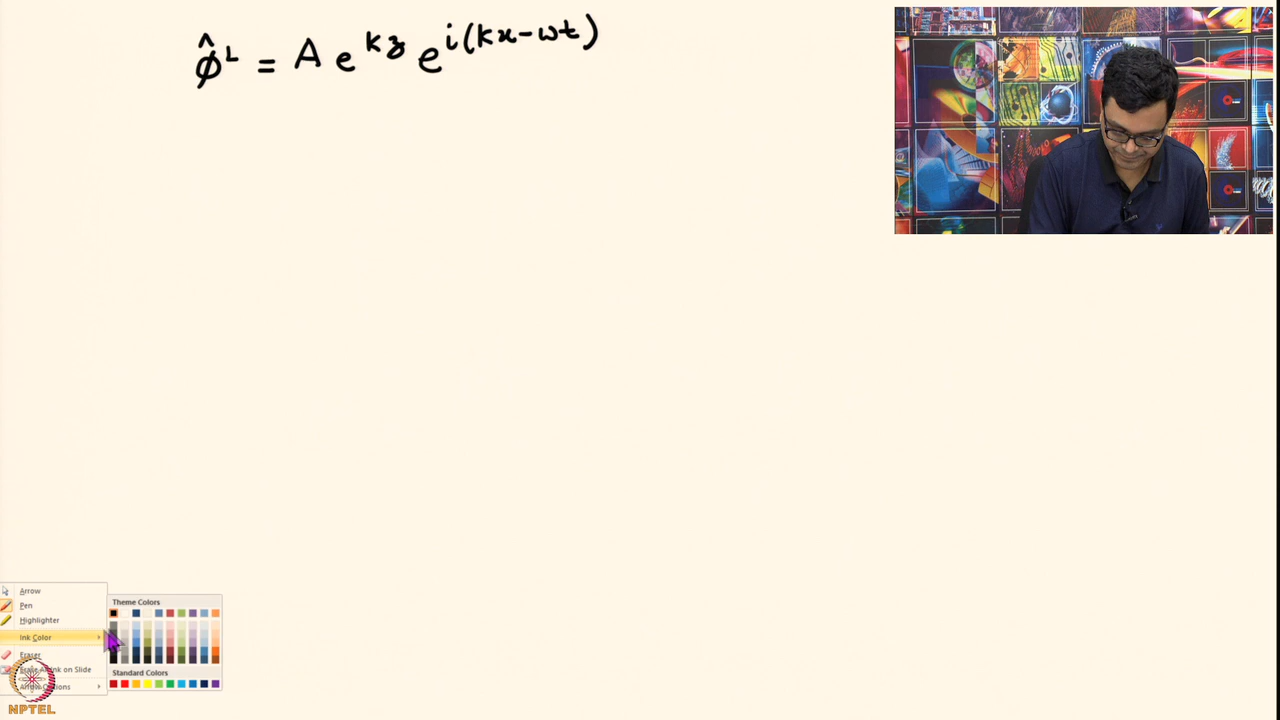 φ̂ᴸ = A e^{kz} e^{i(kx-ωt)}
Arrow
Pen
Highlighter
Ink Color
Eraser
Theme Colors
Standard Colors
NPTEL